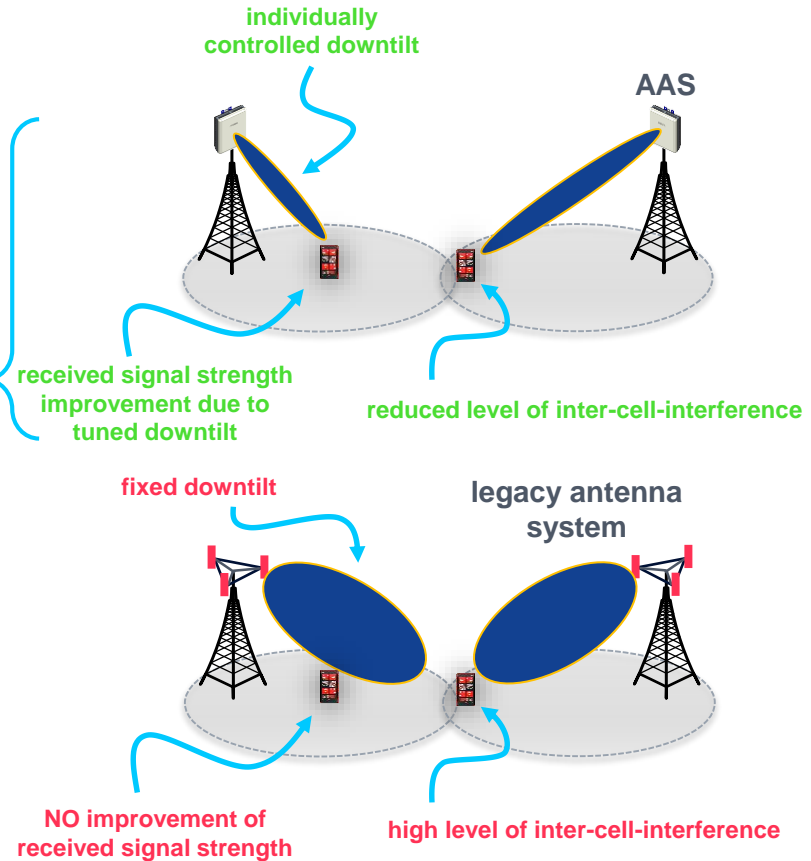 individually
controlled downtilt
AAS
received signal strength
improvement due to
tuned downtilt
reduced level of inter-cell-interference
fixed downtilt
legacy antenna
system
NO improvement of
received signal strength
high level of inter-cell-interference